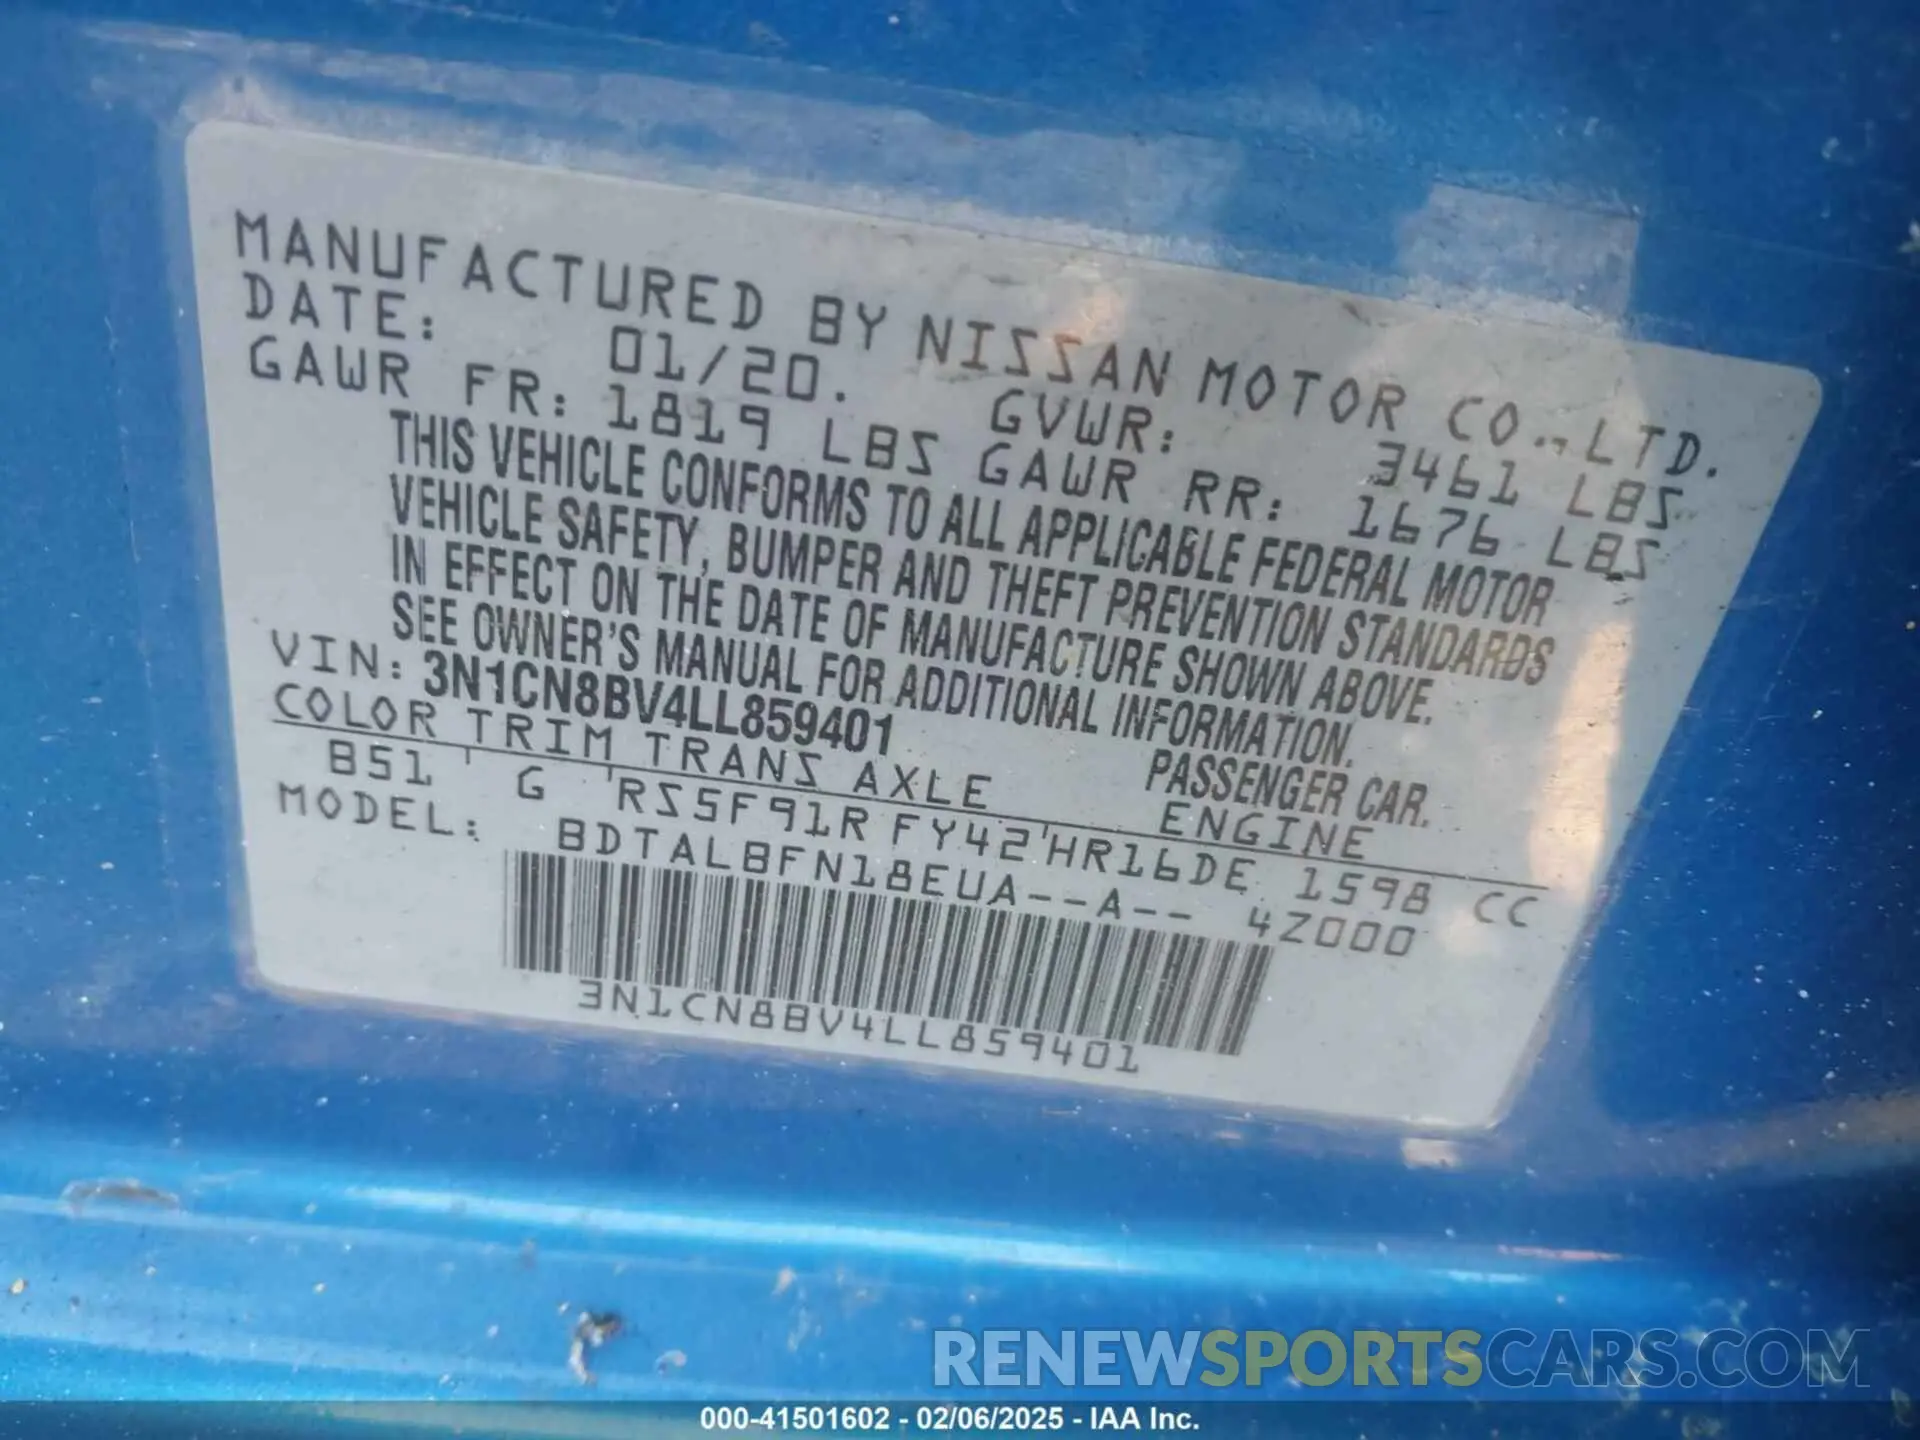 MANUFACTURED BY NISSAN MOTOR CO.,LTD.
DATE: 01/20. GVWR: 3461 LBS
GAWR FR: 1819 LBS GAWR RR: 1676 LBS
THIS VEHICLE CONFORMS TO ALL APPLICABLE FEDERAL MOTOR
VEHICLE SAFETY, BUMPER AND THEFT PREVENTION STANDARDS
IN EFFECT ON THE DATE OF MANUFACTURE SHOWN ABOVE.
SEE OWNER'S MANUAL FOR ADDITIONAL INFORMATION.
VIN: 3N1CN8BV4LL859401 PASSENGER CAR.
COLOR TRIM TRANS AXLE ENGINE
B51 G RS5F91R FY42 HR16DE 1598 CC
MODEL: BDTALBFN18EUA--A-- 4Z000
3N1CN8BV4LL859401
RENEWSPORTSCARS.COM
000-41501602 - 02/06/2025 - IAA Inc.